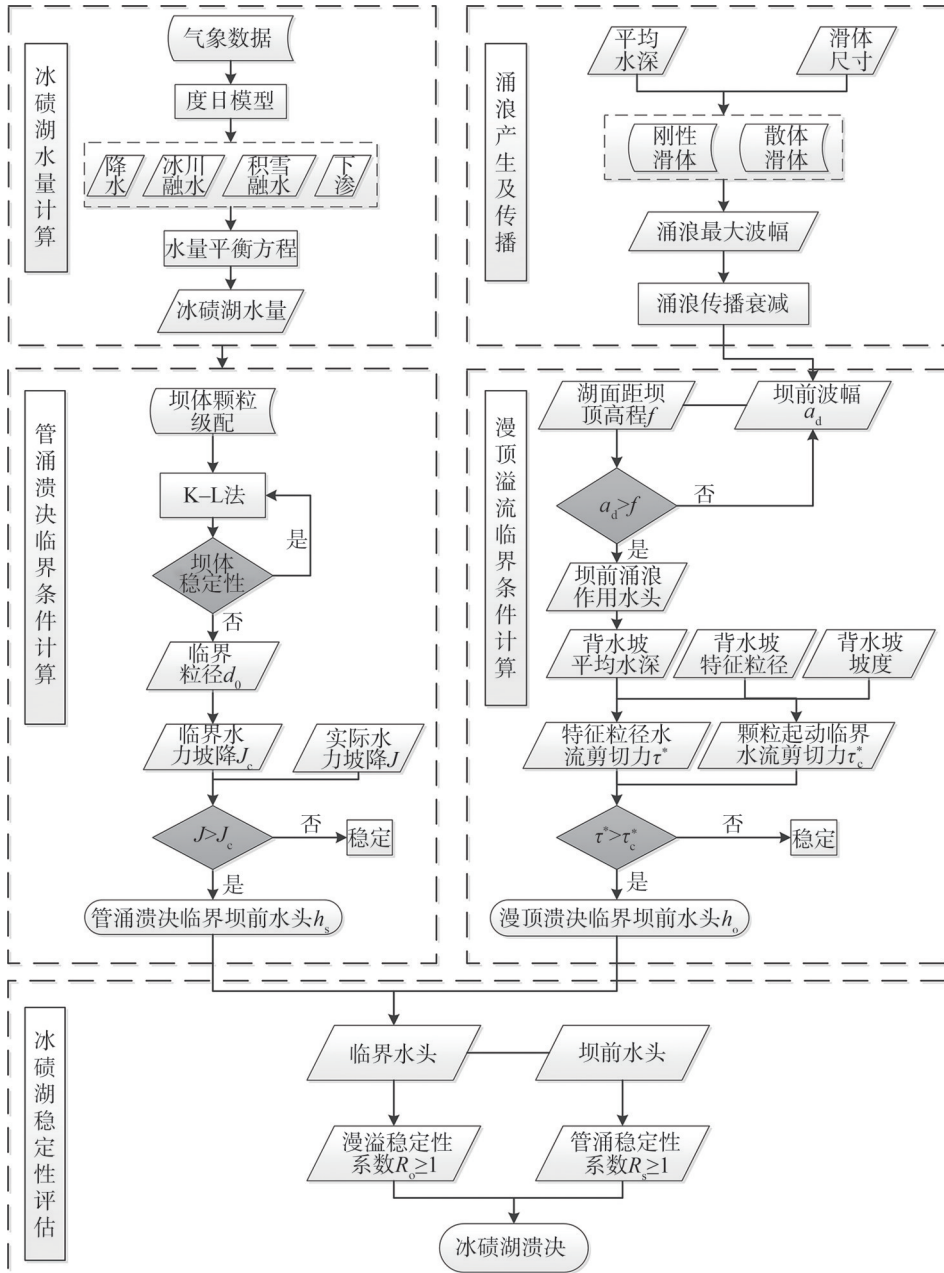 冰碛湖水量计算
气象数据
度日模型
降水
冰川融水
积雪融水
下渗
水量平衡方程
冰碛湖水量
涌浪产生及传播
平均
水深
滑体
尺寸
刚性
滑体
散体
滑体
涌浪最大波幅
涌浪传播衰减
管涌溃决临界条件计算
坝体颗粒
级配
K–L法
是
坝体
稳定性
否
临界
粒径d₀
临界水
力坡降J_c
实际水
力坡降J
J>J_c
否
稳定
是
管涌溃决临界坝前水头h_s
漫顶溢流临界条件计算
湖面距坝
顶高程f
坝前波幅
a_d
a_d>f
否
是
坝前涌浪
作用水头
背水坡
平均水深
背水坡
特征粒径
背水坡
坡度
特征粒径水
流剪切力τ*
颗粒起动临界
水流剪切力τ*_c
τ*>τ*_c
否
稳定
是
漫顶溃决临界坝前水头h_o
冰碛湖稳定性评估
临界水头
坝前水头
漫溢稳定性
系数R_o≥1
管涌稳定性
系数R_s≥1
冰碛湖溃决